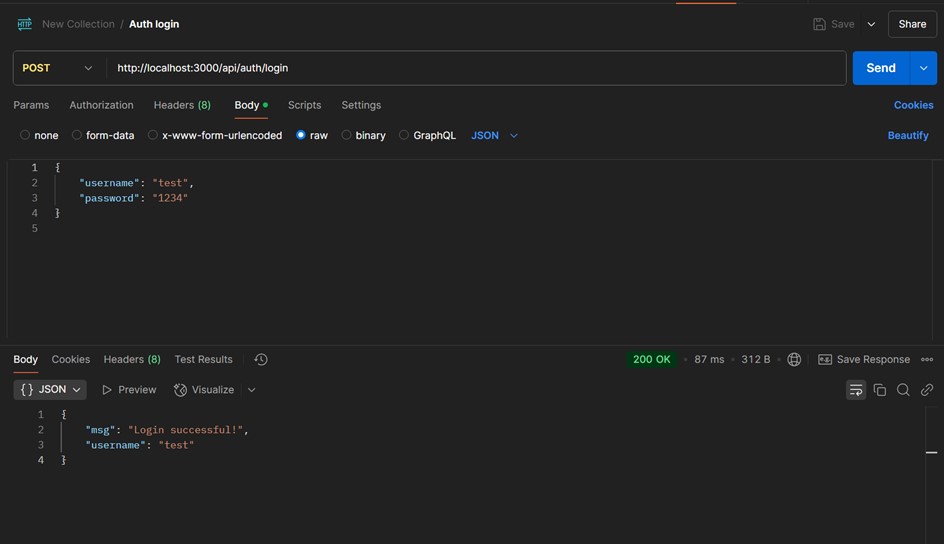 HTTP New Collection / Auth login Save Share
POST http://localhost:3000/api/auth/login Send
Params Authorization Headers (8) Body Scripts Settings Cookies
none form-data x-www-form-urlencoded raw binary GraphQL JSON Beautify
1 {
2 "username": "test",
3 "password": "1234"
4 }
5
Body Cookies Headers (8) Test Results 200 OK • 87 ms • 312 B • Save Response
{} JSON Preview Visualize
1 {
2 "msg": "Login successful!",
3 "username": "test"
4 }